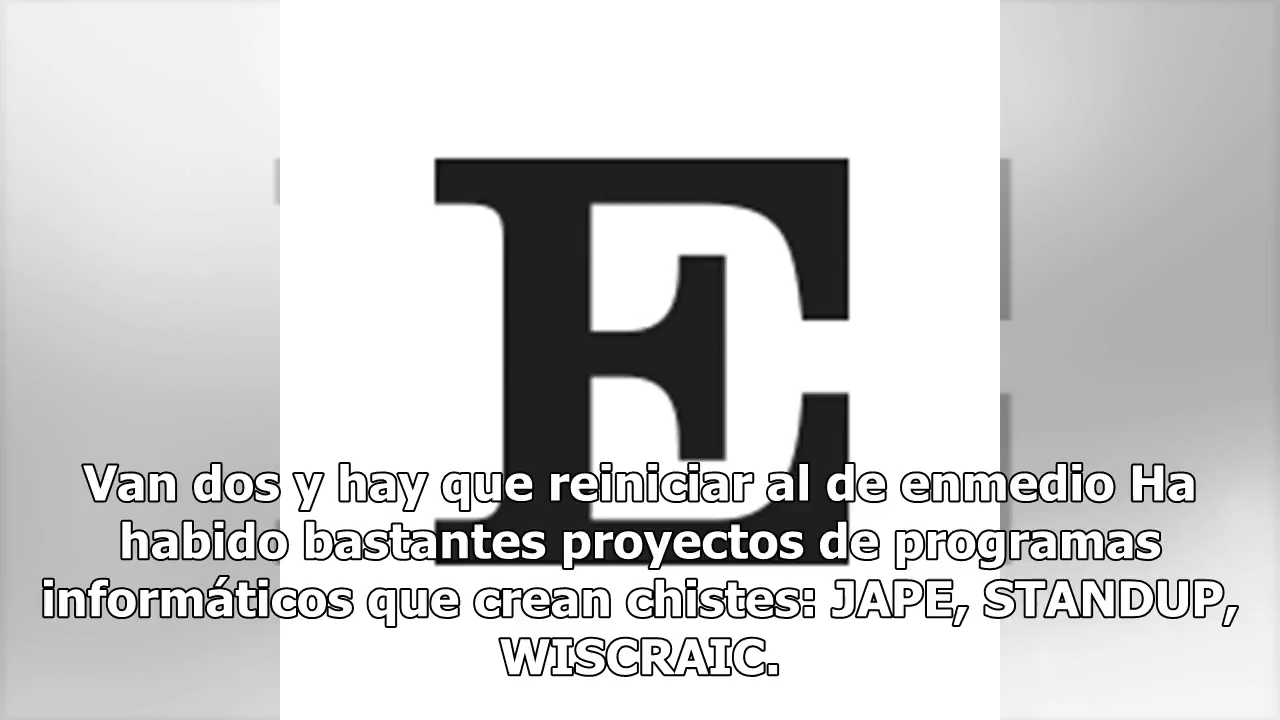 E
Van dos y hay que reiniciar al de enmedio Ha
habido bastantes proyectos de programas
informáticos que crean chistes: JAPE, STANDUP,
WISCRAIC.